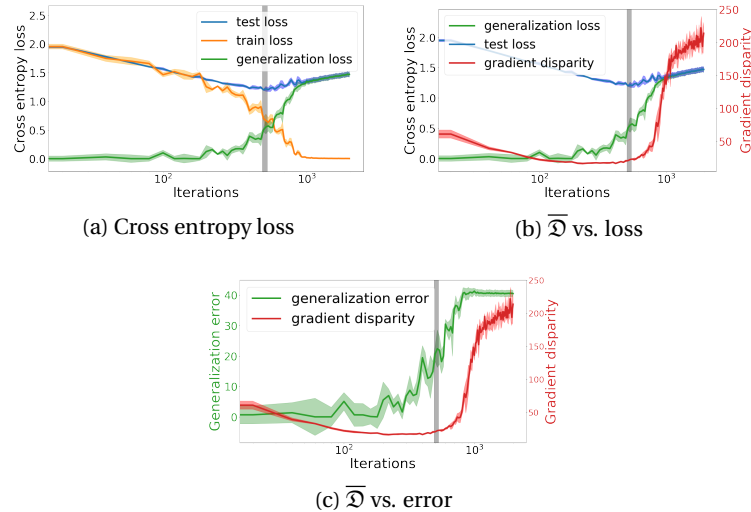 test loss
train loss
generalization loss
2.5
2.0
1.5
1.0
0.5
0.0
Cross entropy loss
10²
10³
Iterations
(a) Cross entropy loss
generalization loss
test loss
gradient disparity
2.0
1.5
1.0
0.5
0.0
Cross entropy loss
250
200
150
100
50
Gradient disparity
10²
10³
Iterations
(b) 𝔇̅ vs. loss
generalization error
gradient disparity
40
30
20
10
0
Generalization error
250
200
150
100
50
Gradient disparity
10²
10³
Iterations
(c) 𝔇̅ vs. error